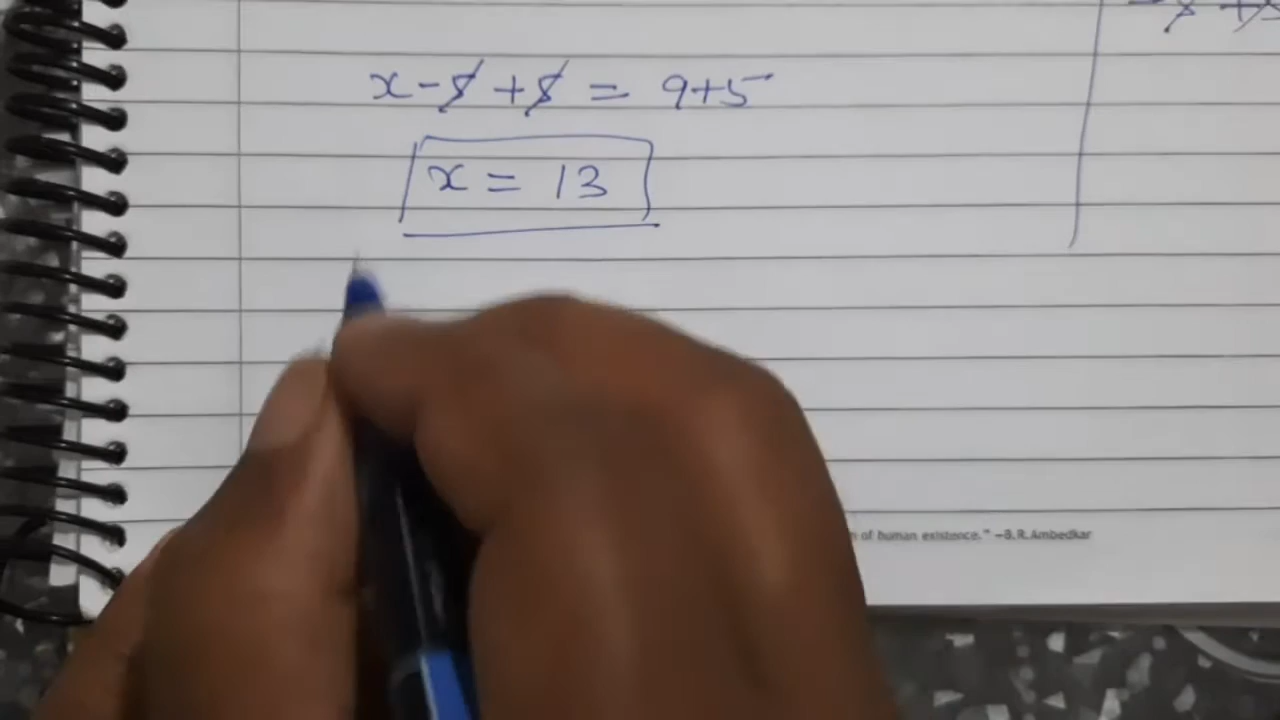 x - 5 + 5 = 9+5
x = 13
of human existence." -B.R.Ambedkar